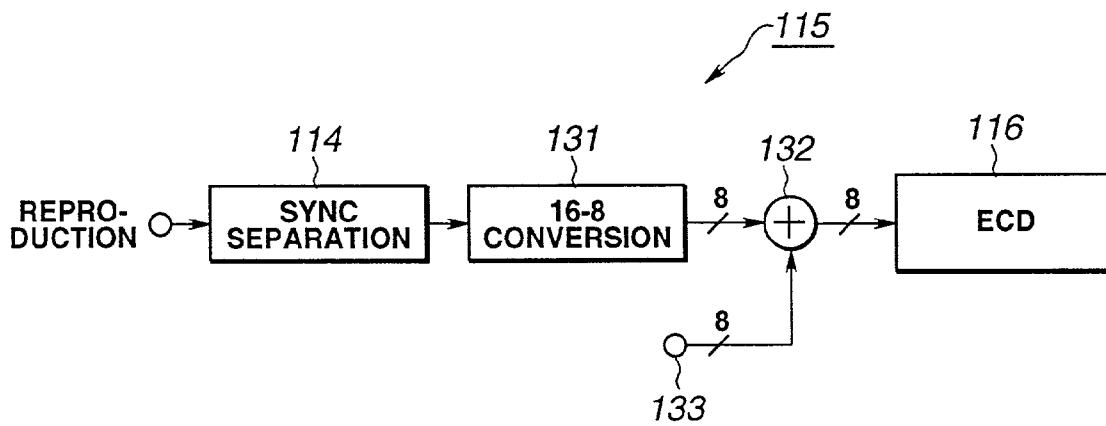 115
114
131
132
116
REPRO-
DUCTION
SYNC
SEPARATION
16-8
CONVERSION
8
+
8
ECD
8
133